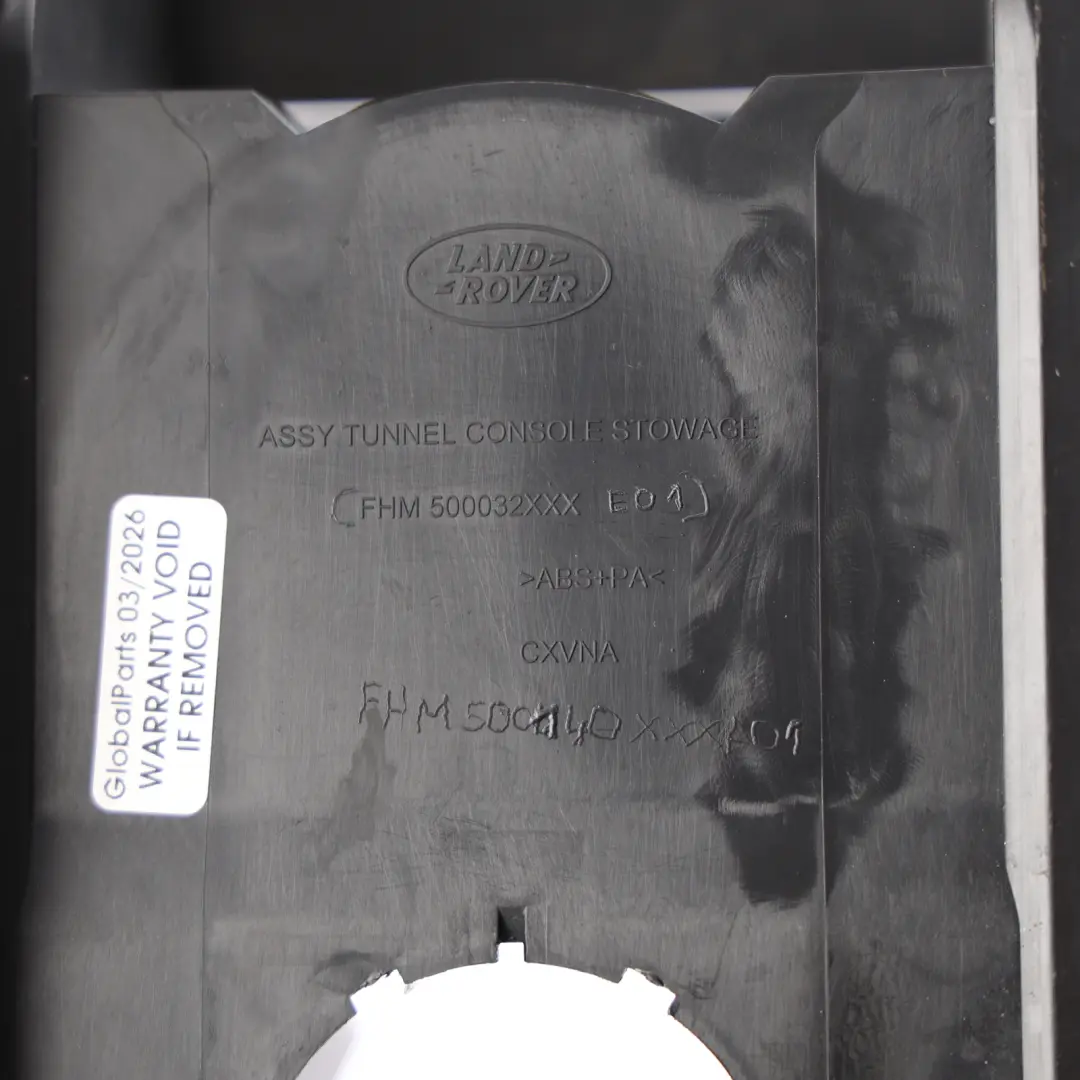 LAND
ROVER
ASSY TUNNEL CONSOLE STOWAGE
(FHM 500032XXX E01)
>ABS+PA<
CXVNA
GlobalParts 03/2026
WARRANTY VOID
IF REMOVED